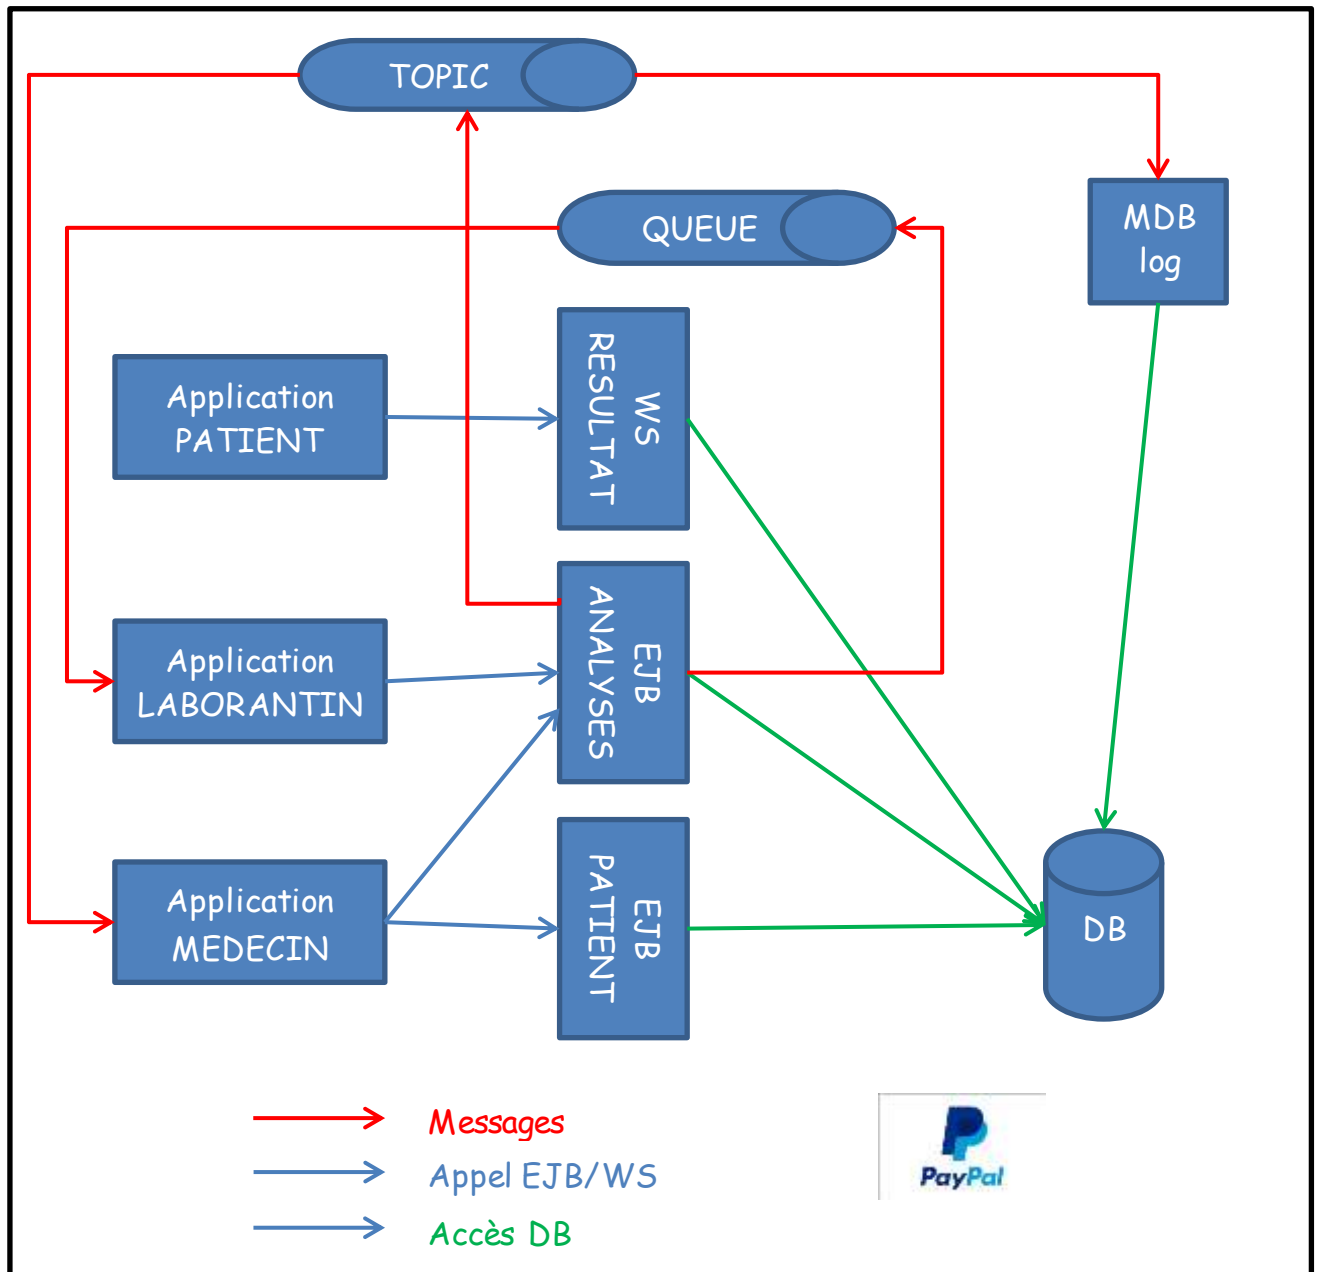 TOPIC
QUEUE
MDB
log
Application
PATIENT
WS
RESULTAT
Application
LABORANTIN
EJB
ANALYSES
Application
MEDECIN
EJB
PATIENT
DB
Messages
Appel EJB/WS
Accès DB
PayPal